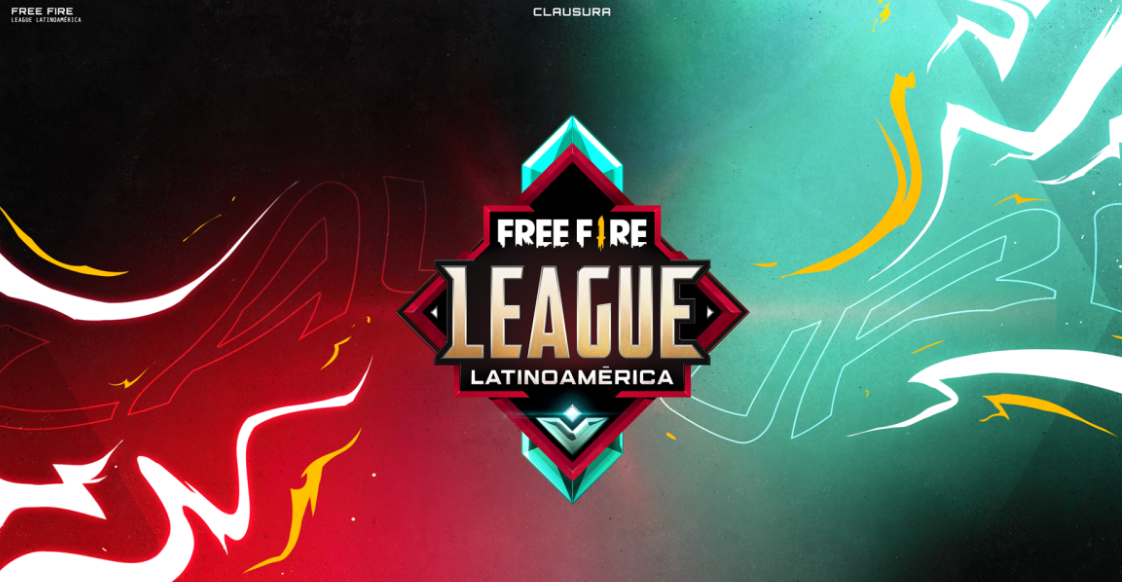 FREE FIRE
LEAGUE LATINOAMÉRICA
CLAUSURA
FREE FIRE
LEAGUE
LATINOAMÉRICA